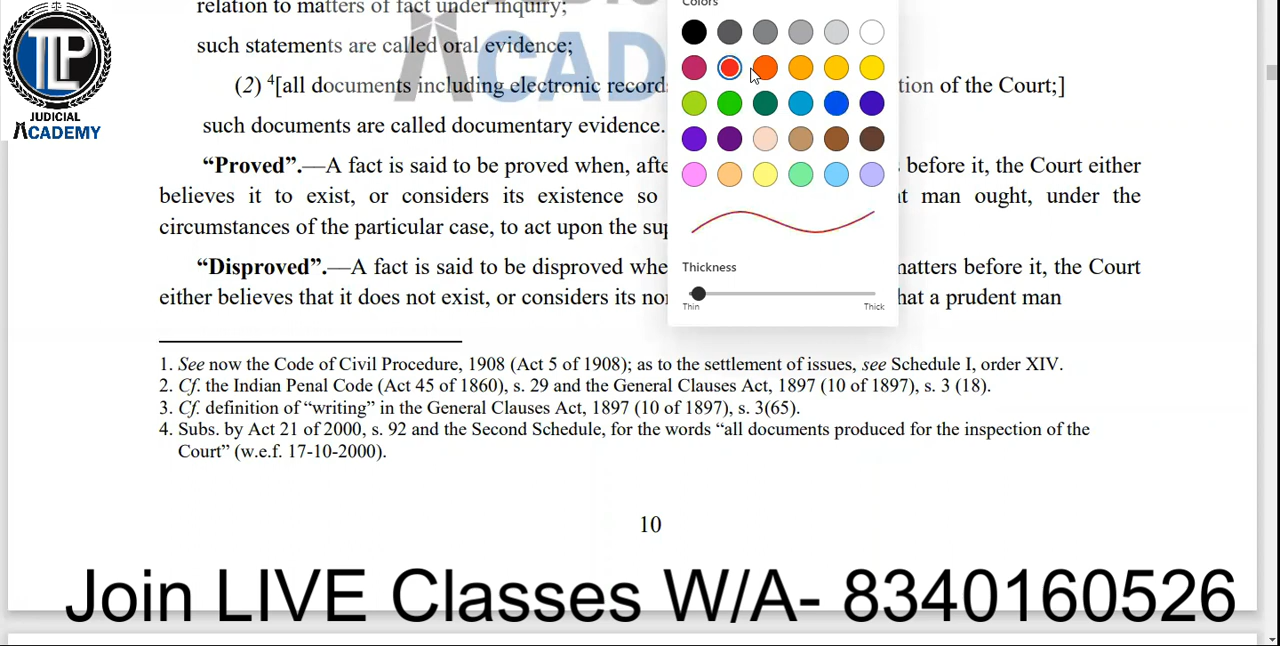 relation to matters of fact under inquiry;
such statements are called oral evidence;
(2) 4[all documents including electronic records tion of the Court;]
such documents are called documentary evidence.
“Proved”.—A fact is said to be proved when, afte before it, the Court either
believes it to exist, or considers its existence so man ought, under the
circumstances of the particular case, to act upon the sup
“Disproved”.—A fact is said to be disproved whe matters before it, the Court
either believes that it does not exist, or considers its no hat a prudent man
1. See now the Code of Civil Procedure, 1908 (Act 5 of 1908); as to the settlement of issues, see Schedule I, order XIV.
2. Cf. the Indian Penal Code (Act 45 of 1860), s. 29 and the General Clauses Act, 1897 (10 of 1897), s. 3 (18).
3. Cf. definition of “writing” in the General Clauses Act, 1897 (10 of 1897), s. 3(65).
4. Subs. by Act 21 of 2000, s. 92 and the Second Schedule, for the words “all documents produced for the inspection of the
Court” (w.e.f. 17-10-2000).
10
Colors
Thickness
Thin Thick
TLP
JUDICIAL
ACADEMY
ACADEMY
Join LIVE Classes W/A- 8340160526